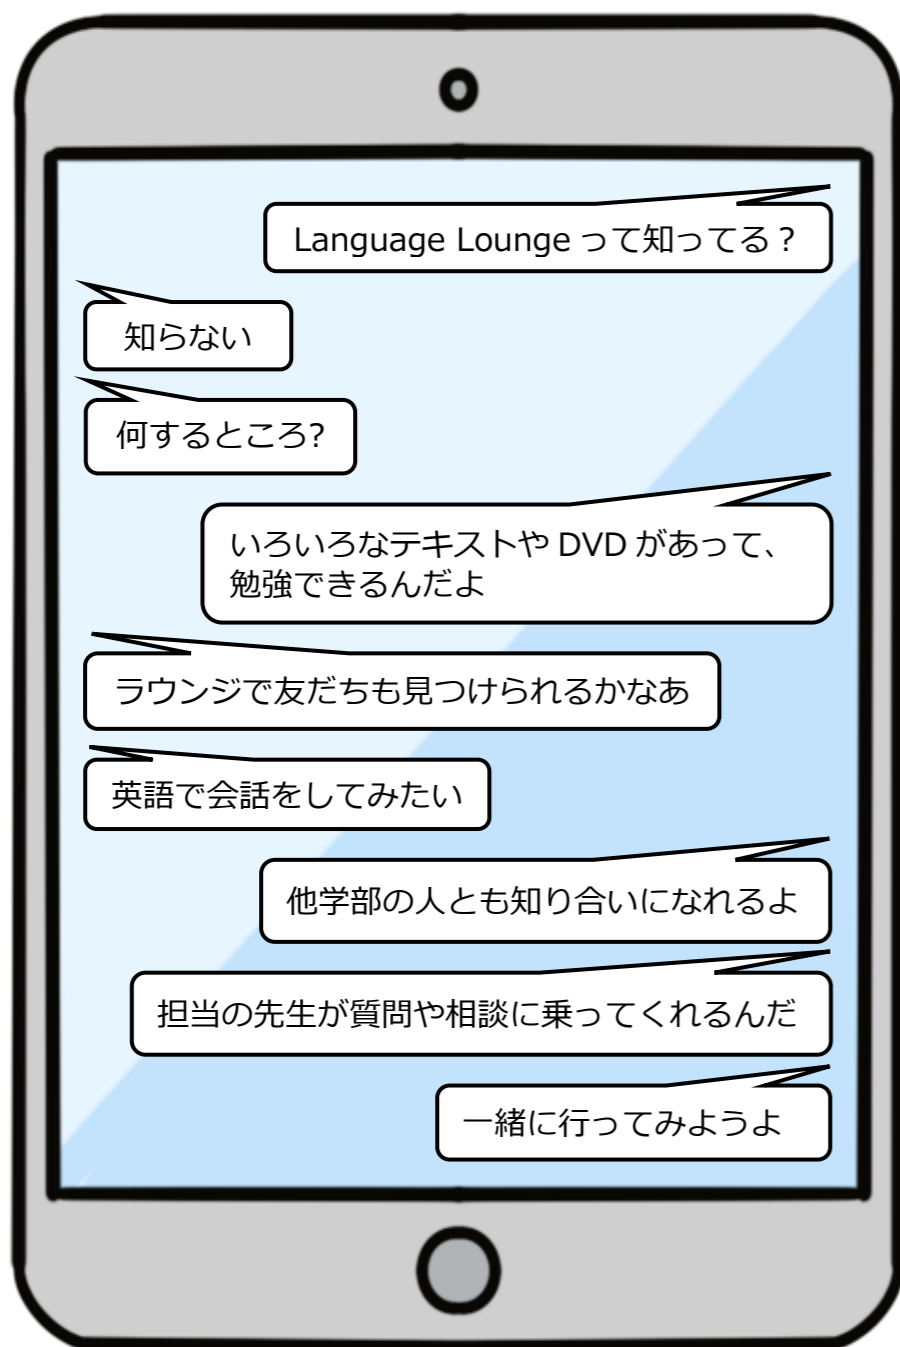 Language Lounge って知ってる？
知らない
何するところ?
いろいろなテキストや DVD があって、
勉強できるんだよ
ラウンジで友だちも見つけられるかなあ
英語で会話をしてみたい
他学部の人とも知り合いになれるよ
担当の先生が質問や相談に乗ってくれるんだ
一緒に行ってみようよ